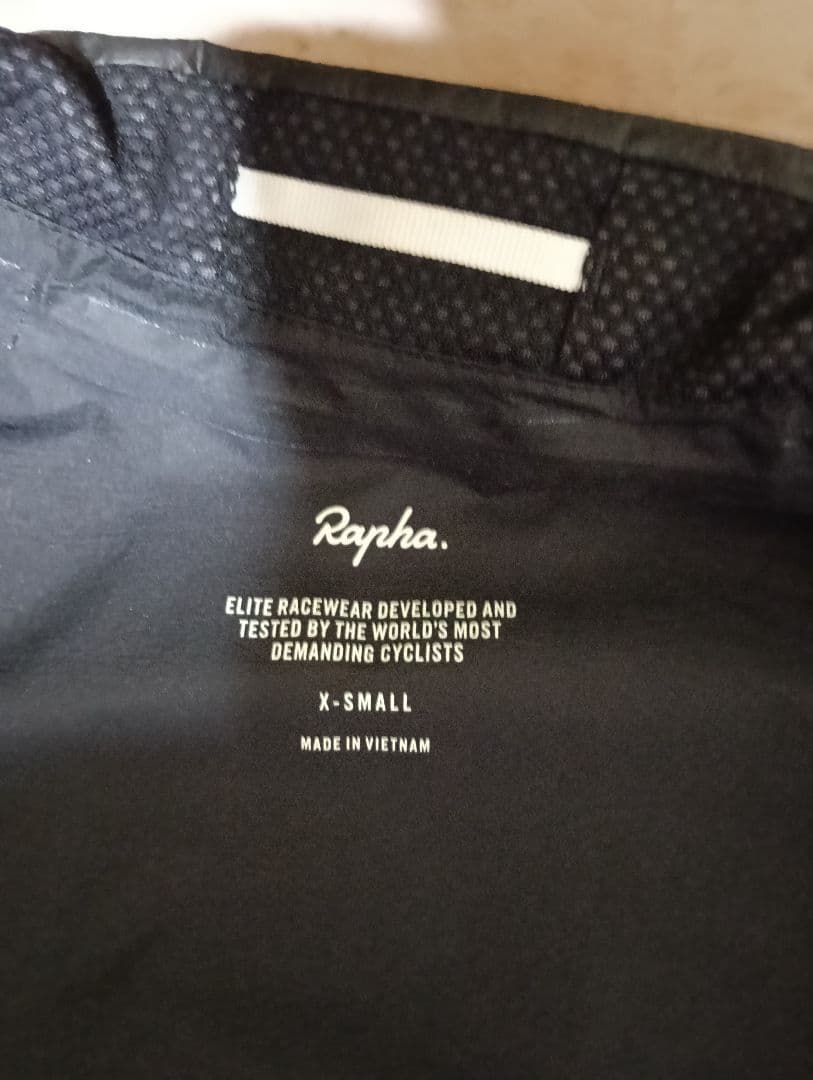 Rapha.
ELITE RACEWEAR DEVELOPED AND
TESTED BY THE WORLD'S MOST
DEMANDING CYCLISTS
X-SMALL
MADE IN VIETNAM